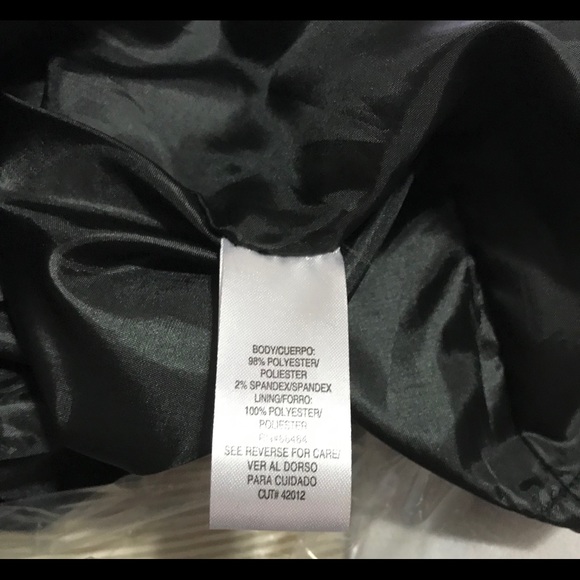 BODY/CUERPO:
98% POLYESTER/
POLIESTER
2% SPANDEX/SPANDEX
LINING/FORRO:
100% POLYESTER/
POLIESTER
SEE REVERSE FOR CARE/
VER AL DORSO
PARA CUIDADO
CUT# 42012